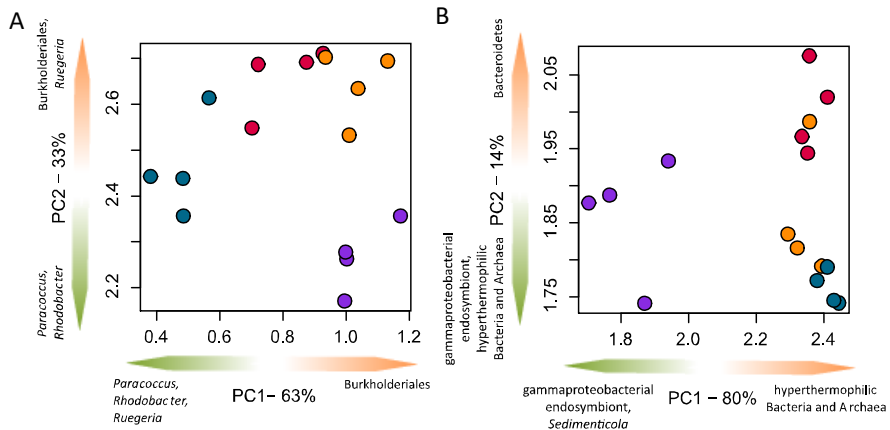 A
Burkholderiales,
Ruegeria
PC2 – 33%
Paracoccus,
Rhodobacter
2.6
2.4
2.2
0.4
0.6
0.8
1.0
1.2
Paracoccus,
Rhodobacter,
Ruegeria
PC1– 63%
Burkholderiales
B
Bacteroidetes
PC2 – 14%
gammaproteobacterial
endosymbiont,
hyperthermophilic
Bacteria and Archaea
2.05
1.95
1.85
1.75
1.8
2.0
2.2
2.4
gammaproteobacterial
endosymbiont,
Sedimenticola
PC1 – 80%
hyperthermophilic
Bacteria and Archaea